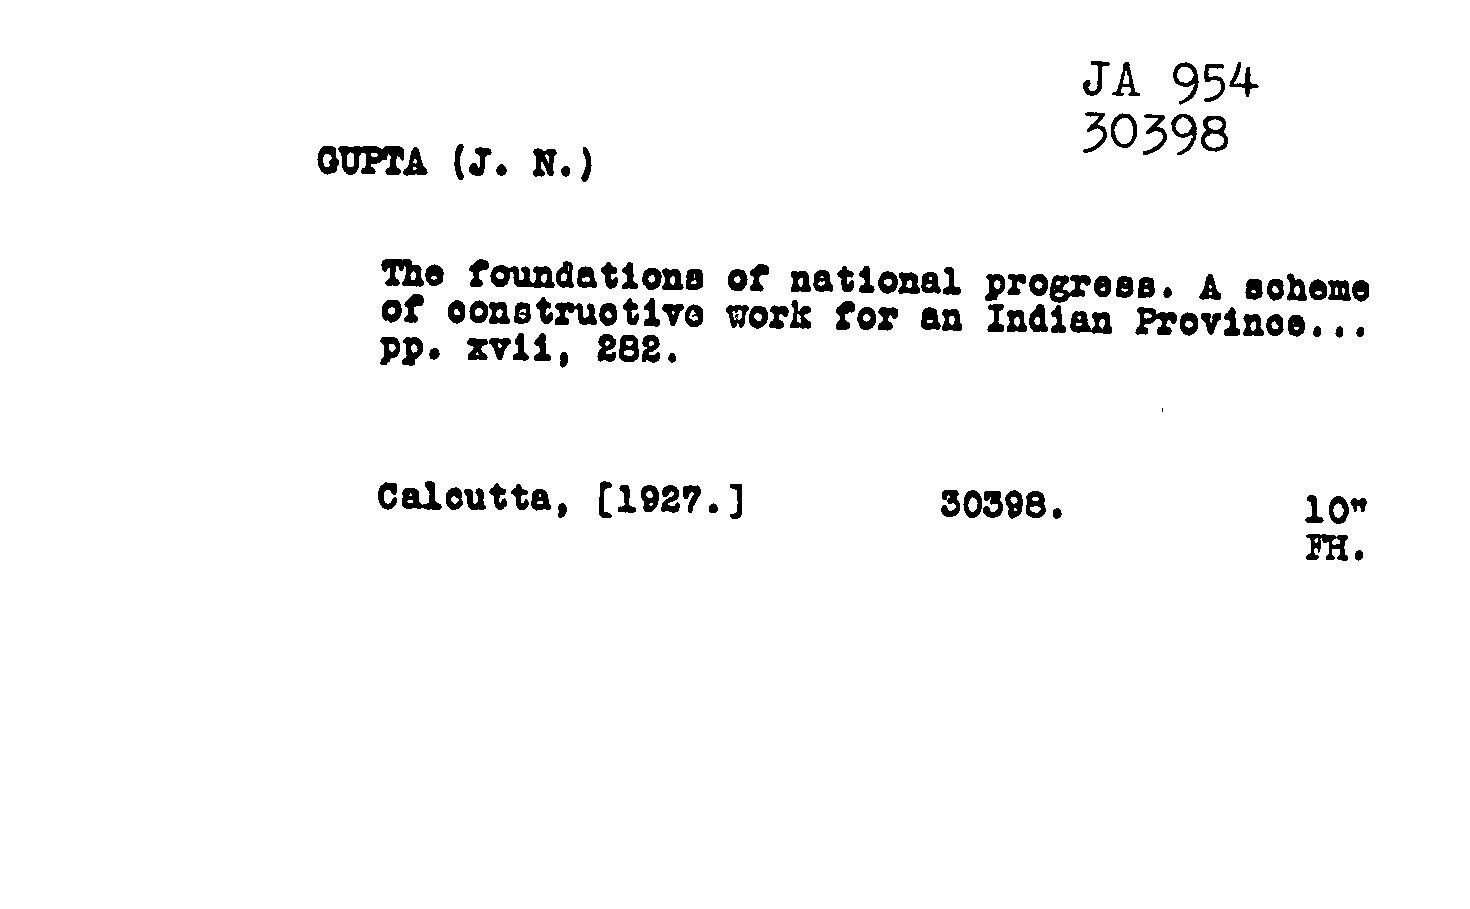 JA 954
30398
GUPTA (J. N.)
The foundations of national progress. A scheme
of constructive work for an Indian Province...
pp. xvii, 282.
Calcutta, [1927.] 30398. 10"
FH.